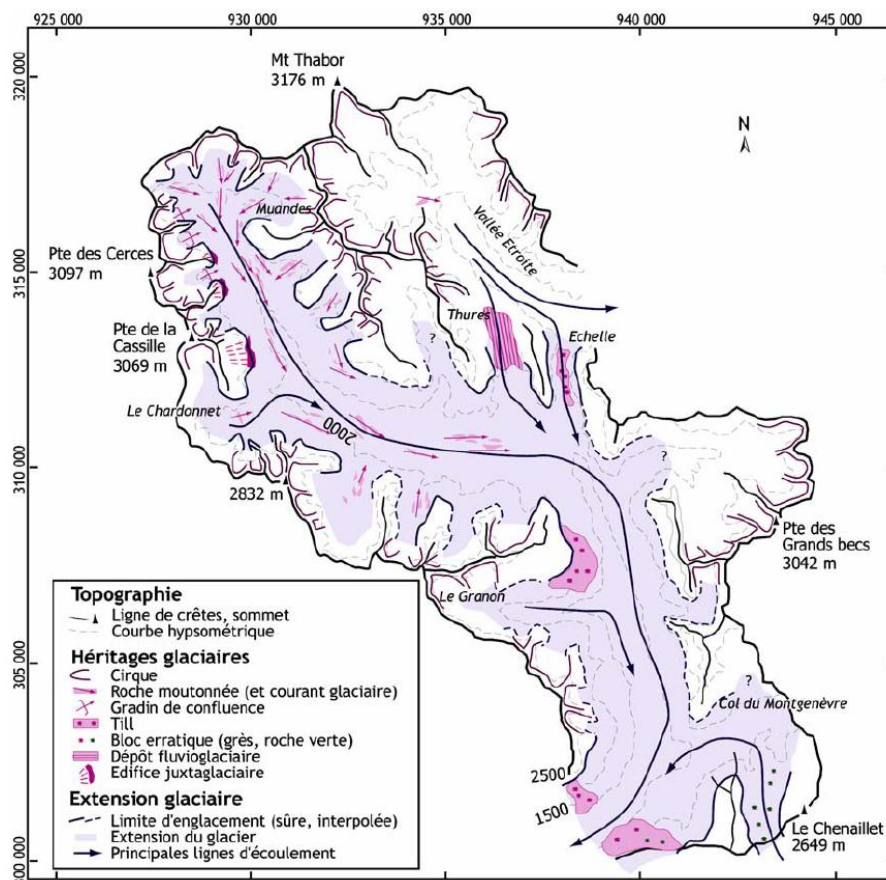 925 000 930 000 935 000 940 000 945 000
320 000
Mt Thabor
3176 m
N
Muandes
Vallée Etroite
315 000
Pte des Cerces
3097 m
Thures
Echelle
Pte de la
Cassille
3069 m
?
Le Chardonnet
2000
310 000
?
2832 m
Pte des
Grands becs
3042 m
Le Granon
Topographie
Ligne de crêtes, sommet
Courbe hypsométrique
Héritages glaciaires
Cirque
Roche moutonnée (et courant glaciaire)
Gradin de confluence
Till
Bloc erratique (grès, roche verte)
Dépôt fluvioglaciaire
Edifice juxtaglaciaire
Extension glaciaire
Limite d'englacement (sûre, interpolée)
Extension du glacier
Principales lignes d'écoulement
305 000
?
Col du Montgenèvre
2500
1500
Le Chenaillet
2649 m